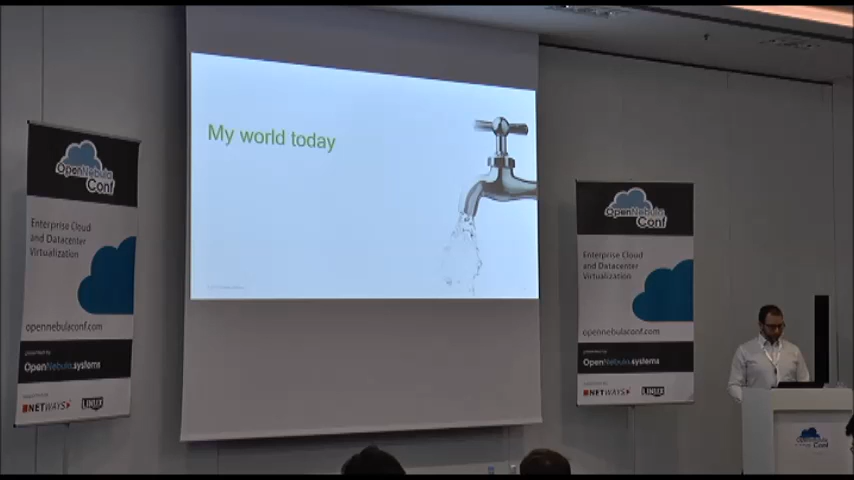 My world today
OpenNebula
Conf
Enterprise Cloud
and Datacenter
Virtualization
opennebulaconf.com
OpenNebula.systems
NETWAYS
LINUX
OpenNebula
Conf
Enterprise Cloud
and Datacenter
Virtualization
opennebulaconf.com
OpenNebula.systems
NETWAYS
LINUX
Conf